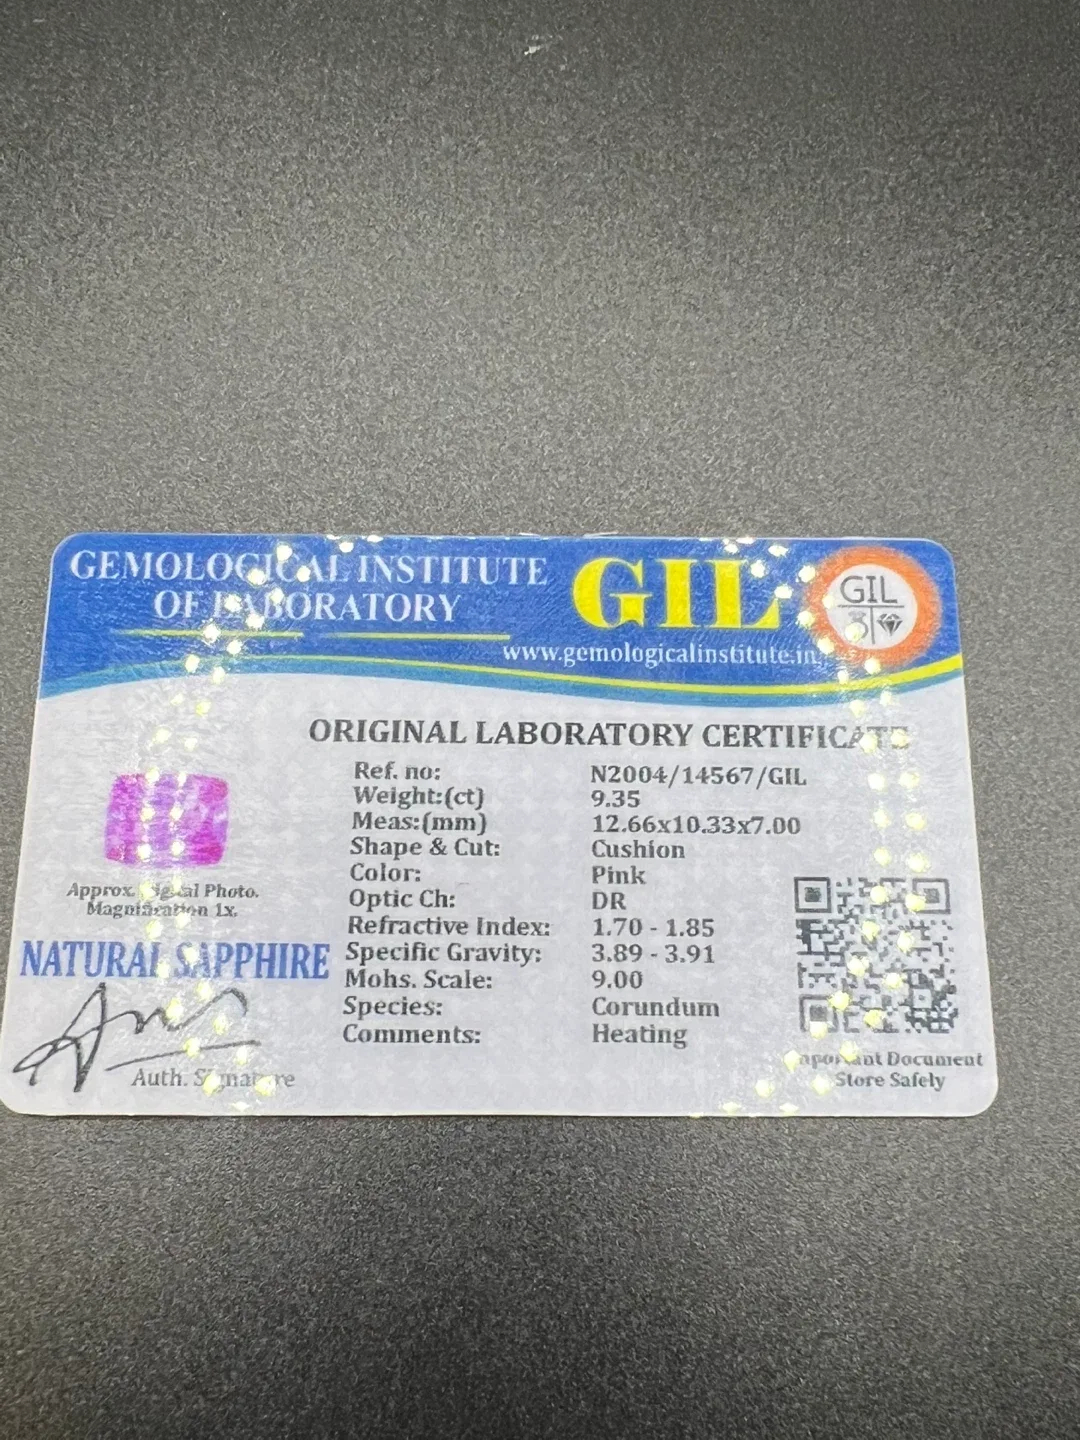 GEMOLOGICAL INSTITUTE
OF LABORATORY
GIL
www.gemologicalinstitute.in
GIL
ORIGINAL LABORATORY CERTIFICATE
Ref. no: N2004/14567/GIL
Weight:(ct) 9.35
Meas:(mm) 12.66x10.33x7.00
Shape & Cut: Cushion
Color: Pink
Optic Ch: DR
Refractive Index: 1.70 - 1.85
Specific Gravity: 3.89 - 3.91
Mohs. Scale: 9.00
Species: Corundum
Comments: Heating
Approx. Digital Photo.
Magnification 1x.
NATURAL SAPPHIRE
Auth. Signature
Important Document
Store Safely